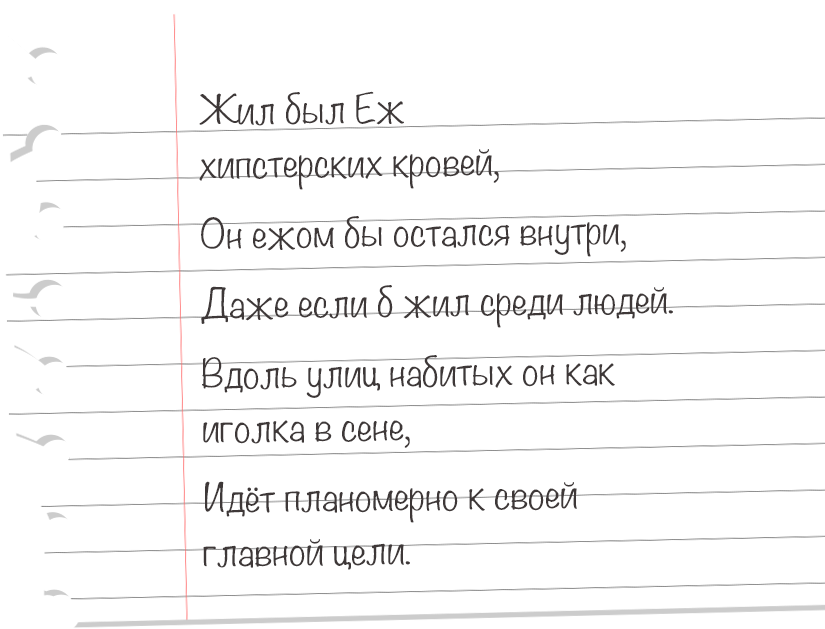 Жил был Еж
хипстерских кровей,
Он ежом бы остался внутри,
Даже если б жил среди людей.
Вдоль улиц набитых он как
иголка в сене,
Идёт планомерно к своей
главной цели.